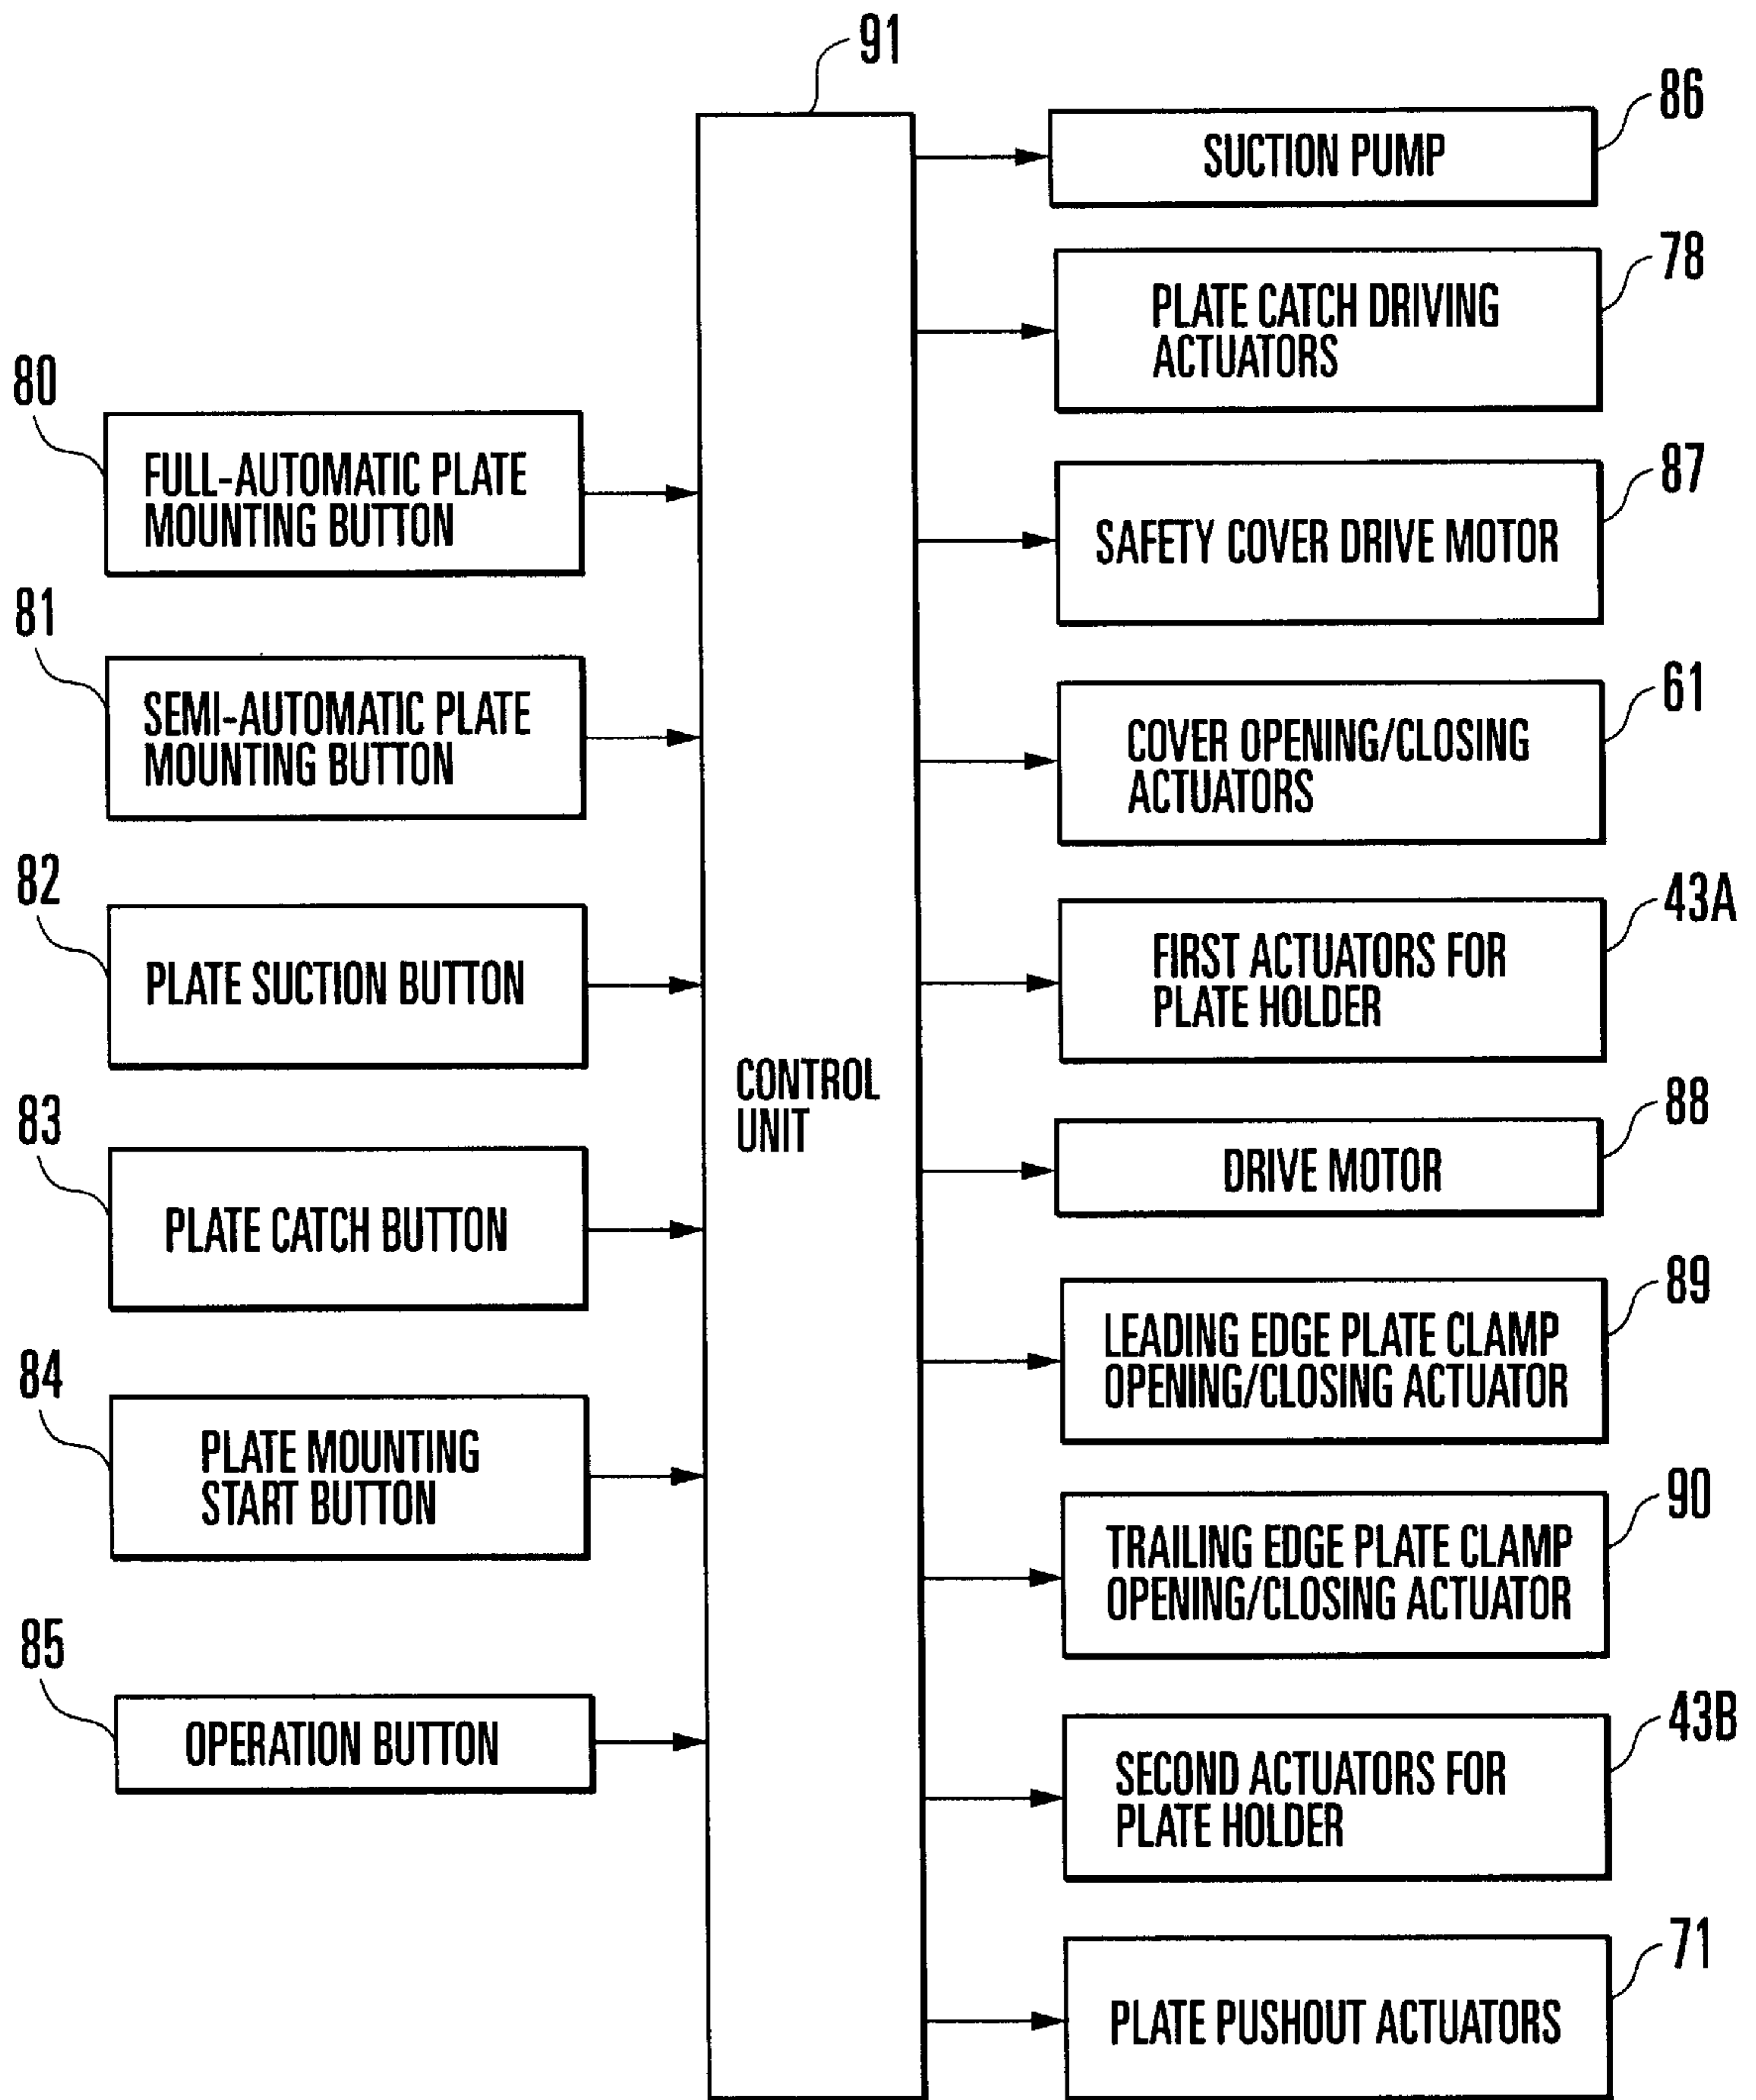 91
CONTROL
UNIT
80
FULL-AUTOMATIC PLATE
MOUNTING BUTTON
81
SEMI-AUTOMATIC PLATE
MOUNTING BUTTON
82
PLATE SUCTION BUTTON
83
PLATE CATCH BUTTON
84
PLATE MOUNTING
START BUTTON
85
OPERATION BUTTON
86
SUCTION PUMP
78
PLATE CATCH DRIVING
ACTUATORS
87
SAFETY COVER DRIVE MOTOR
61
COVER OPENING/CLOSING
ACTUATORS
43A
FIRST ACTUATORS FOR
PLATE HOLDER
88
DRIVE MOTOR
89
LEADING EDGE PLATE CLAMP
OPENING/CLOSING ACTUATOR
90
TRAILING EDGE PLATE CLAMP
OPENING/CLOSING ACTUATOR
43B
SECOND ACTUATORS FOR
PLATE HOLDER
71
PLATE PUSHOUT ACTUATORS